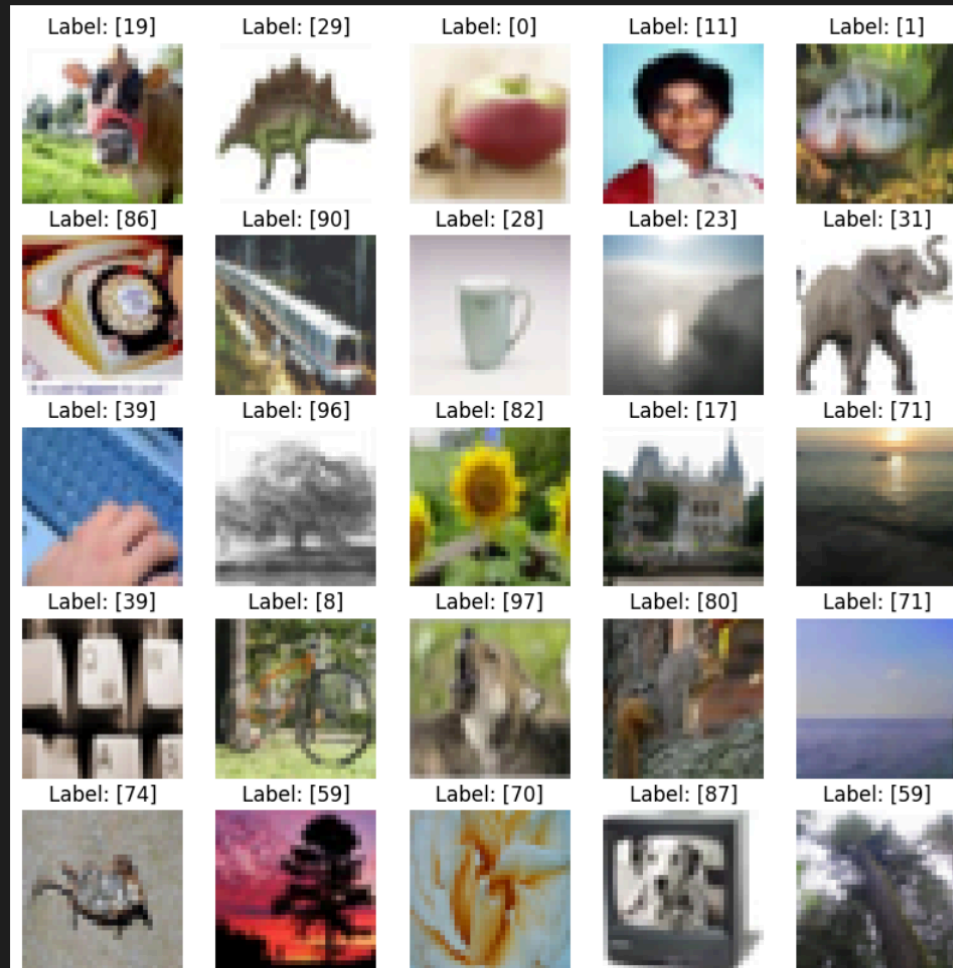 Label: [19] Label: [29] Label: [0] Label: [11] Label: [1]
Label: [86] Label: [90] Label: [28] Label: [23] Label: [31]
Label: [39] Label: [96] Label: [82] Label: [17] Label: [71]
Label: [39] Label: [8] Label: [97] Label: [80] Label: [71]
A S
Label: [74] Label: [59] Label: [70] Label: [87] Label: [59]